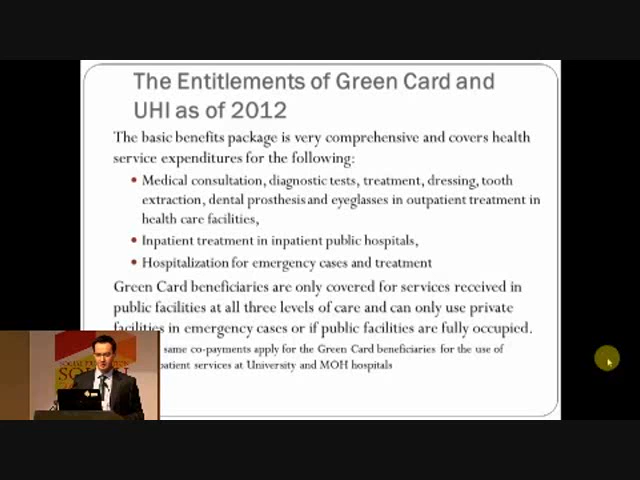 The Entitlements of Green Card and
UHI as of 2012
The basic benefits package is very comprehensive and covers health
service expenditures for the following:
• Medical consultation, diagnostic tests, treatment, dressing, tooth
extraction, dental prosthesis and eyeglasses in outpatient treatment in
health care facilities,
• Inpatient treatment in inpatient public hospitals,
• Hospitalization for emergency cases and treatment
Green Card beneficiaries are only covered for services received in
public facilities at all three levels of care and can only use private
facilities in emergency cases or if public facilities are fully occupied.
same co-payments apply for the Green Card beneficiaries for the use of
patient services at University and MOH hospitals